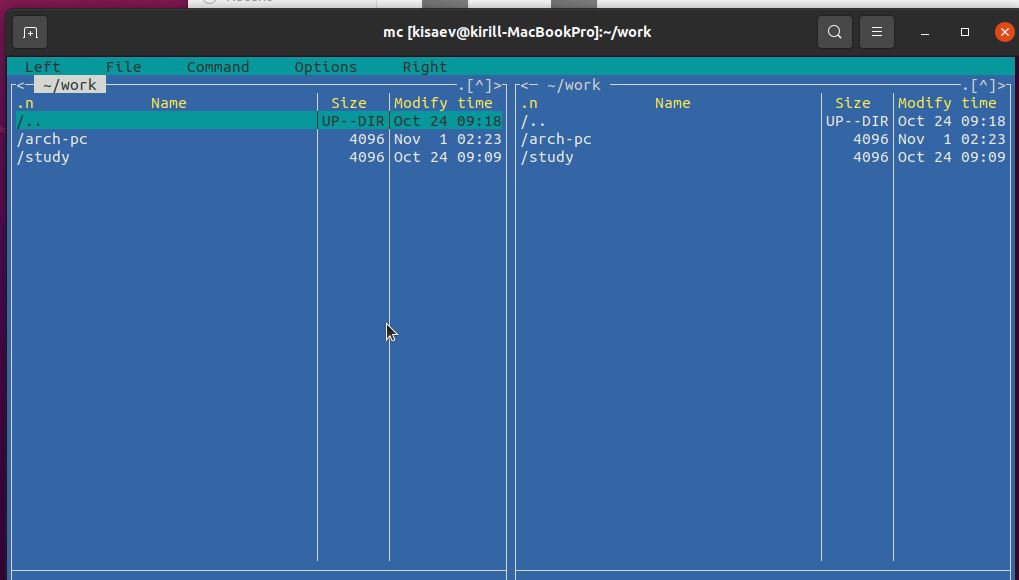 mc [kisaev@kirill-MacBookPro]:~/work
Left File Command Options Right
<─ ~/work .[^]>
.n Name Size Modify time
/.. UP--DIR Oct 24 09:18
/arch-pc 4096 Nov 1 02:23
/study 4096 Oct 24 09:09
<─ ~/work .[^]>
.n Name Size Modify time
/.. UP--DIR Oct 24 09:18
/arch-pc 4096 Nov 1 02:23
/study 4096 Oct 24 09:09